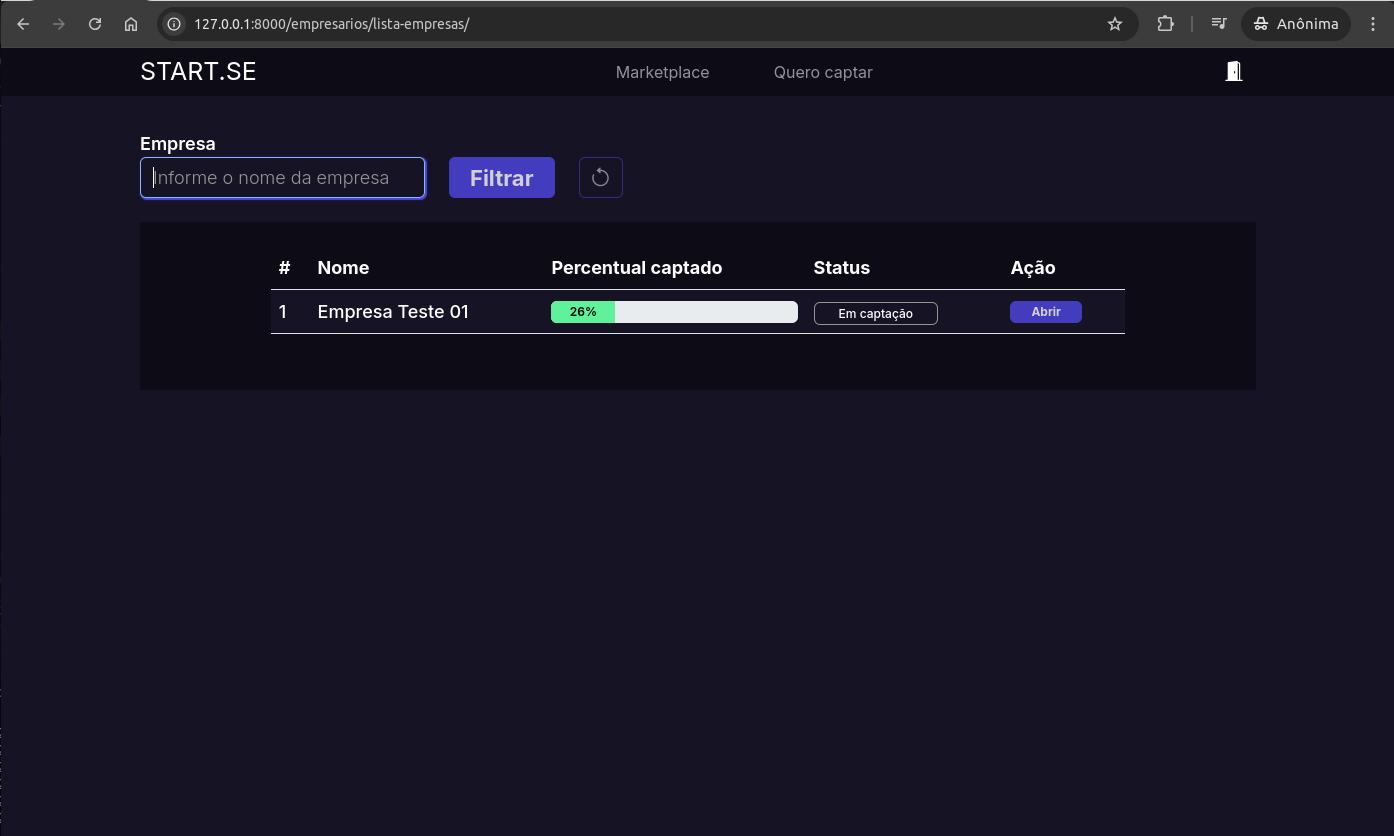 127.0.0.1:8000/empresarios/lista-empresas/
Anônima
START.SE Marketplace Quero captar
Empresa
Informe o nome da empresa Filtrar
# Nome Percentual captado Status Ação
1 Empresa Teste 01 26% Em captação Abrir